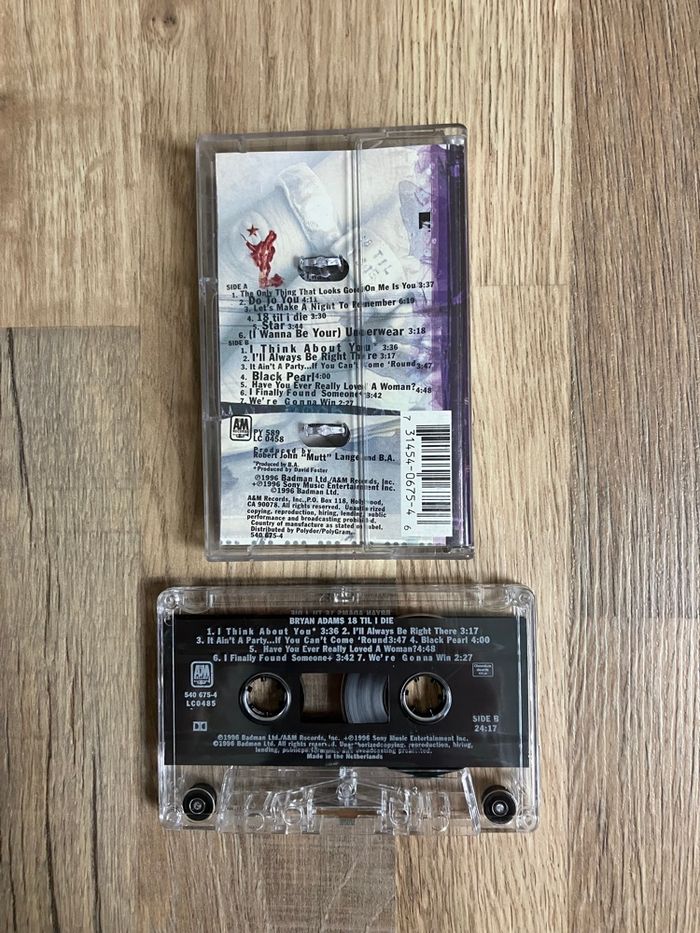 18 TIL
SIDE A
1. The Only Thing That Looks Good On Me Is You 3:37
2. Do To You 4:11
3. Let's Make A Night To Remember 6:19
4. 18 til i die 3:30
5. Star 3:44
6. (I Wanna Be Your) Underwear 3:18
SIDE B
1. I Think About You* 3:36
2. I'll Always Be Right There 3:17
3. It Ain't A Party...If You Can't Come 'Round 3:47
4. Black Pearl 4:00
5. Have You Ever Really Loved A Woman? 4:48
6. I Finally Found Someone+ 3:42
7. We're Gonna Win 2:27
A&M RECORDS
PY 589
LC 0458
Produced by
Robert John "Mutt" Lange and B.A.
*Produced by B.A.
+Produced by David Foster
℗1996 Badman Ltd./A&M Records, Inc.
+℗1996 Sony Music Entertainment Inc.
©1996 Badman Ltd.
A&M Records, Inc., P.O. Box 118, Hollywood,
CA 90078. All rights reserved. Unauthorized
copying, reproduction, hiring, lending, public
performance and broadcasting prohibited.
Country of manufacture as stated on label.
Distributed by Polydor/PolyGram.
540 675-4
7 31454-0675-4 6
BRYAN ADAMS 18 TIL I DIE
BRYAN ADAMS 18 TIL I DIE
1. I Think About You* 3:36 2. I'll Always Be Right There 3:17
3. It Ain't A Party...If You Can't Come 'Round3:47 4. Black Pearl 4:00
5. Have You Ever Really Loved A Woman?4:48
6. I Finally Found Someone+ 3:42 7. We're Gonna Win 2:27
A&M RECORDS
540 675-4
LC0485
SIDE B
24:17
℗1996 Badman Ltd./A&M Records, Inc. +℗1996 Sony Music Entertainment Inc.
©1996 Badman Ltd. All rights reserved. Unauthorizedcopying, reproduction, hiring,
lending, publicperformance and broadcasting prohibited.
Made in the Netherlands